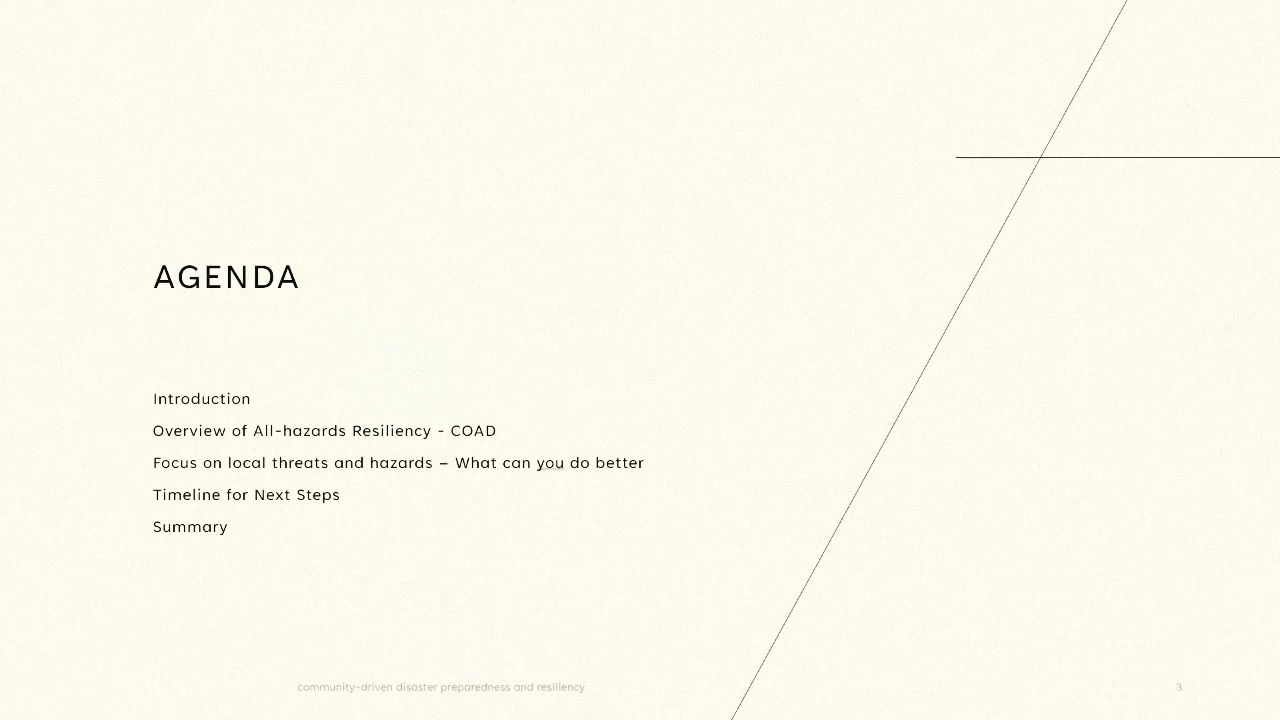 AGENDA
Introduction
Overview of All-hazards Resiliency - COAD
Focus on local threats and hazards – What can you do better
Timeline for Next Steps
Summary
community-driven disaster preparedness and resiliency
3